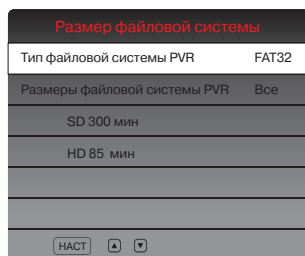 Размер файловой системы
Тип файловой системы PVR FAT32
Размеры файловой системы PVR Все
SD 300 мин
HD 85 мин
НАСТ